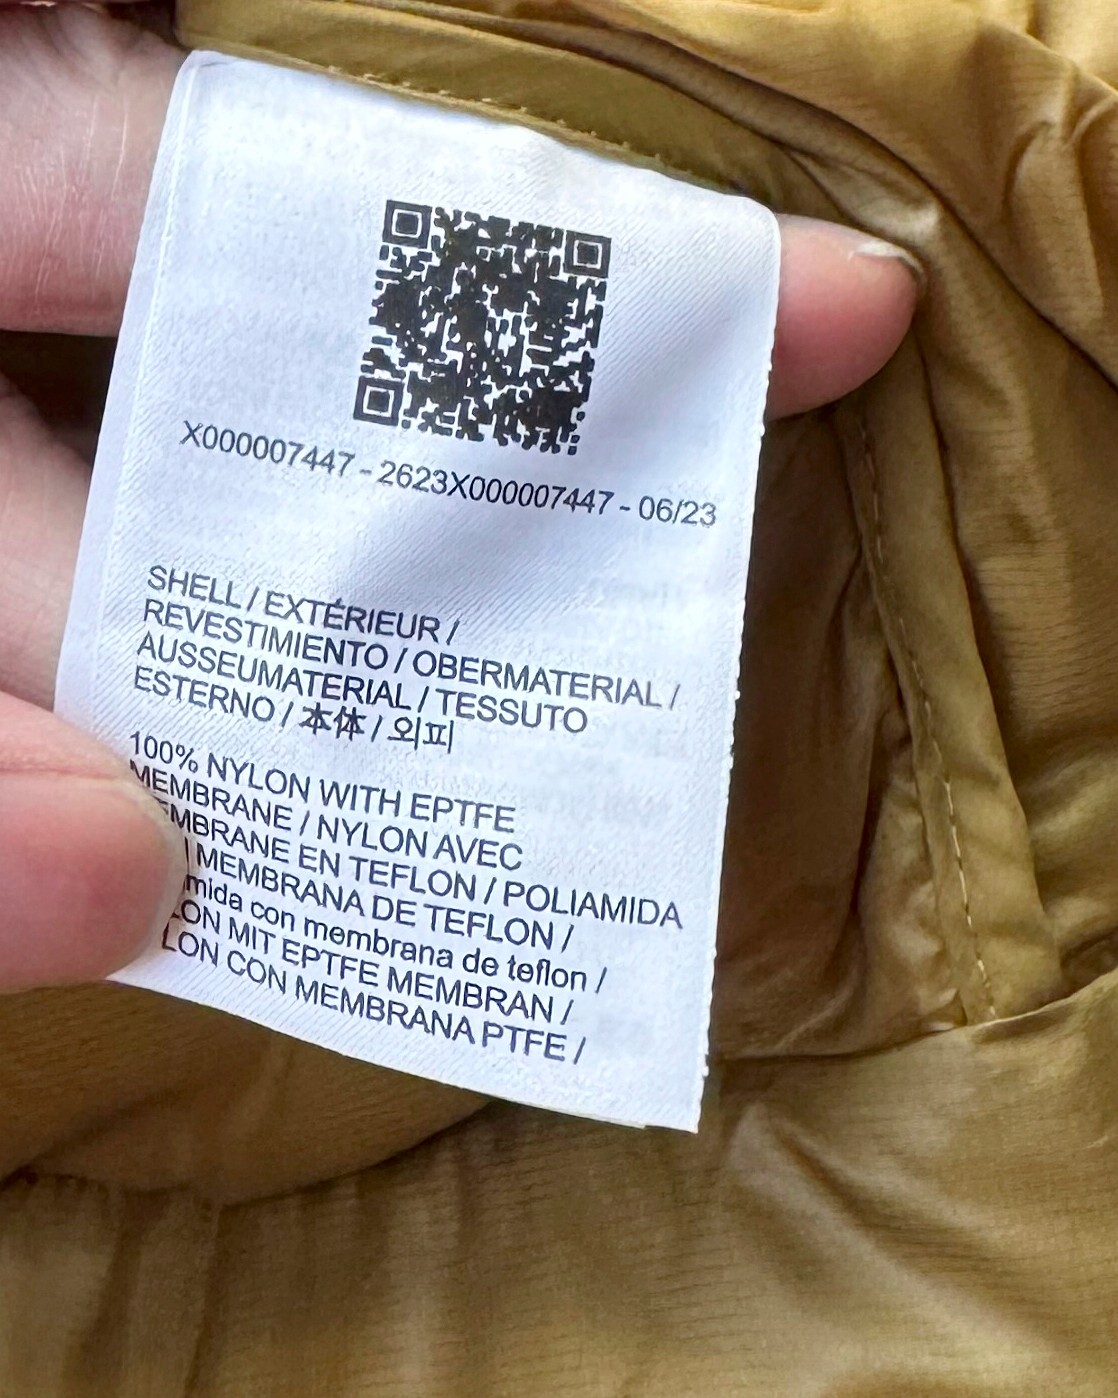 X000007447 - 2623X000007447 - 06/23
SHELL / EXTÉRIEUR /
REVESTIMIENTO / OBERMATERIAL /
AUSSEUMATERIAL / TESSUTO
ESTERNO / 本体 / 외피
100% NYLON WITH EPTFE
MEMBRANE / NYLON AVEC
MEMBRANE EN TEFLON / POLIAMIDA
MEMBRANA DE TEFLON /
con membrana de teflon /
MIT EPTFE MEMBRAN /
CON MEMBRANA PTFE /